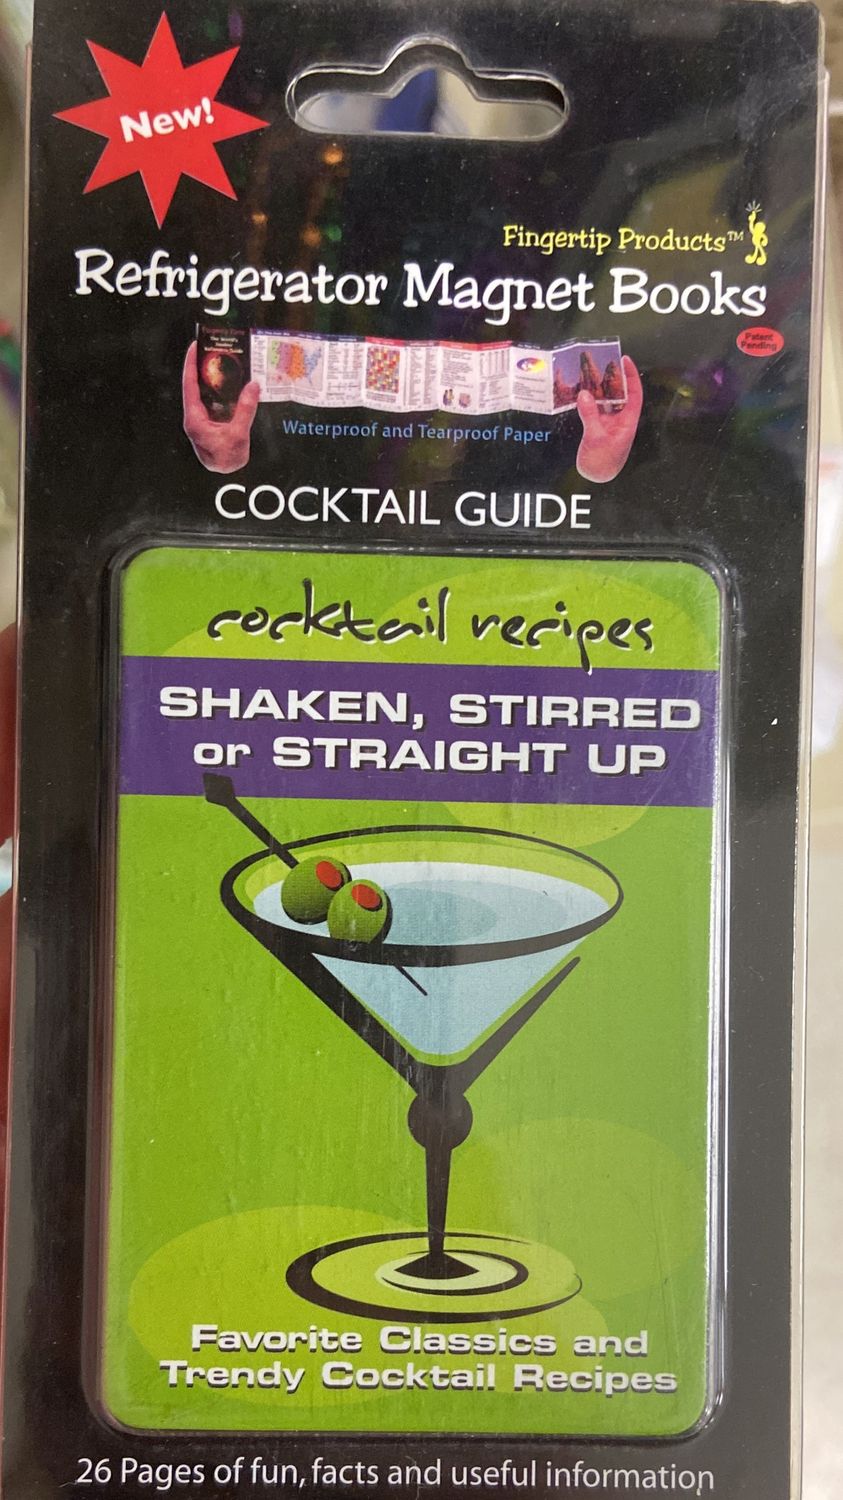 New!
Fingertip Products™
Refrigerator Magnet Books
Patent
Pending
Waterproof and Tearproof Paper
COCKTAIL GUIDE
cocktail recipes
SHAKEN, STIRRED
or STRAIGHT UP
Favorite Classics and
Trendy Cocktail Recipes
26 Pages of fun, facts and useful information